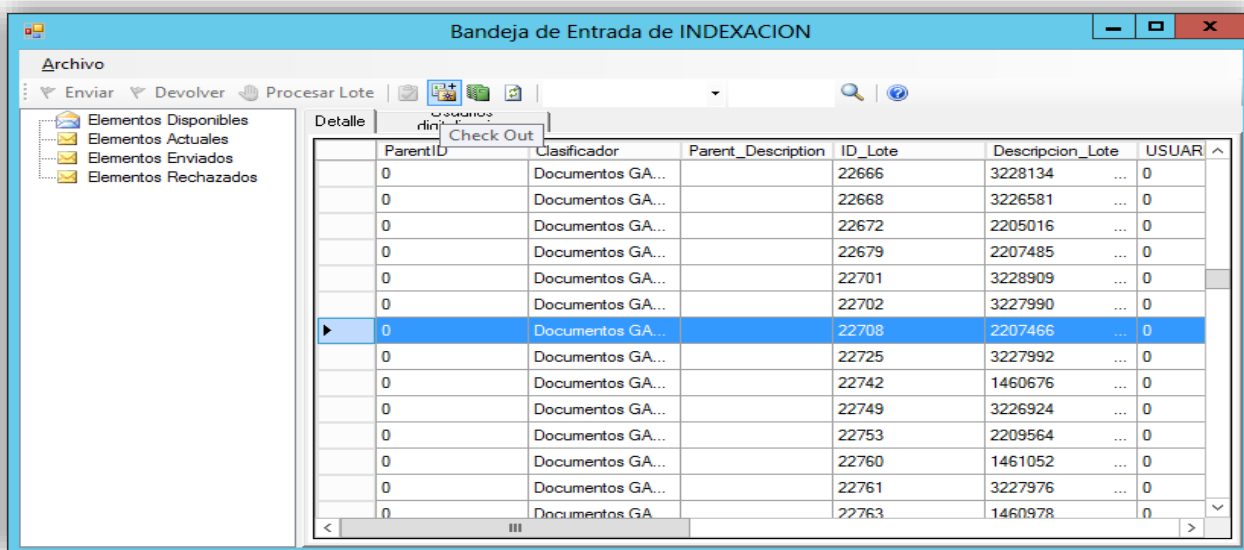 Bandeja de Entrada de INDEXACION
Archivo
Enviar Devolver Procesar Lote
Elementos Disponibles
Elementos Actuales
Elementos Enviados
Elementos Rechazados
Detalle
Check Out
ParentID Clasificador Parent_Description ID_Lote Descripcion_Lote USUARI
0 Documentos GA... 22666 3228134 ... 0
0 Documentos GA... 22668 3226581 ... 0
0 Documentos GA... 22672 2205016 ... 0
0 Documentos GA... 22679 2207485 ... 0
0 Documentos GA... 22701 3228909 ... 0
0 Documentos GA... 22702 3227990 ... 0
0 Documentos GA... 22708 2207466 ... 0
0 Documentos GA... 22725 3227992 ... 0
0 Documentos GA... 22742 1460676 ... 0
0 Documentos GA... 22749 3226924 ... 0
0 Documentos GA... 22753 2209564 ... 0
0 Documentos GA... 22760 1461052 ... 0
0 Documentos GA... 22761 3227976 ... 0
0 Documentos GA 22763 1460978 0